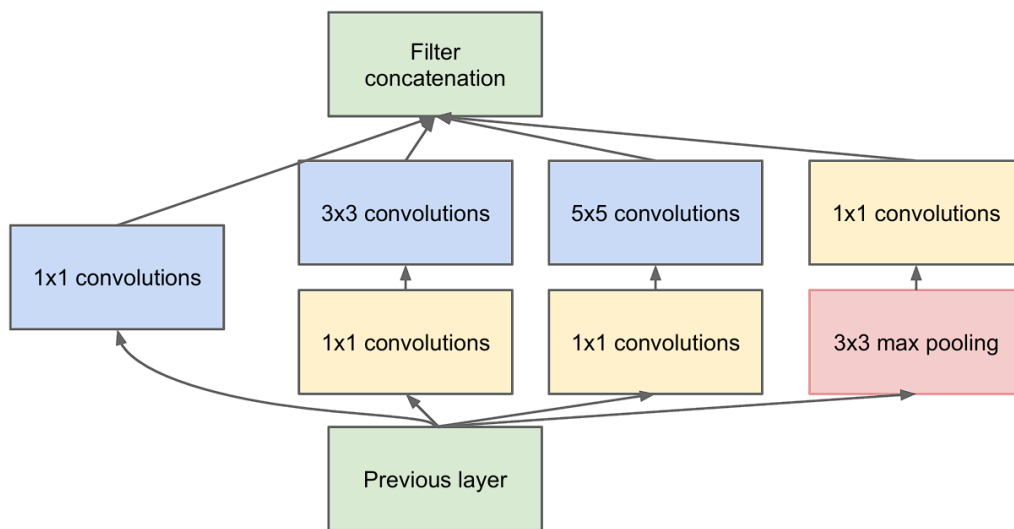 Filter
concatenation
3x3 convolutions
5x5 convolutions
1x1 convolutions
1x1 convolutions
1x1 convolutions
1x1 convolutions
3x3 max pooling
Previous layer